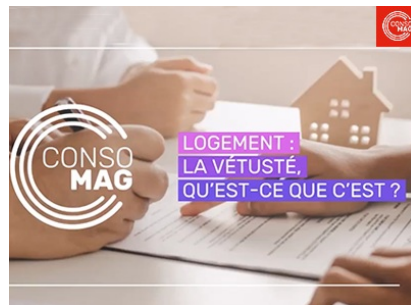 CONSO
MAG
CONSO
MAG
LOGEMENT :
LA VÉTUSTÉ,
QU'EST-CE QUE C'EST ?